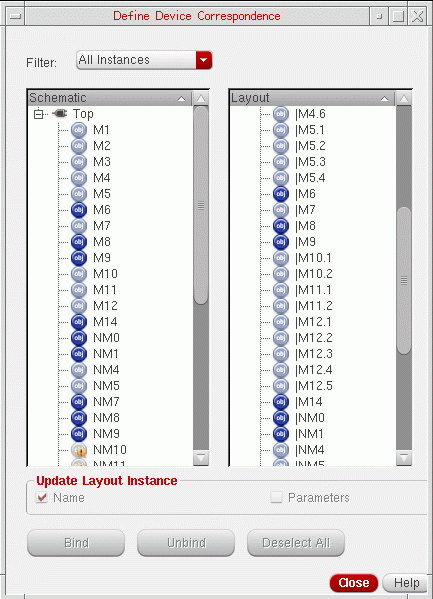 Define Device Correspondence
Filter: All Instances
Schematic
Top
M1
M2
M3
M4
M5
M6
M7
M8
M9
M10
M11
M12
M14
NM0
NM1
NM4
NM5
NM7
NM8
NM9
NM10
NM11
Layout
|M4.6
|M5.1
|M5.2
|M5.3
|M5.4
|M6
|M7
|M8
|M9
|M10.1
|M10.2
|M11.1
|M11.2
|M12.1
|M12.2
|M12.3
|M12.4
|M12.5
|M14
|NM0
|NM1
|NM4
|NM5
Update Layout Instance
Name Parameters
Bind Unbind Deselect All
Close Help